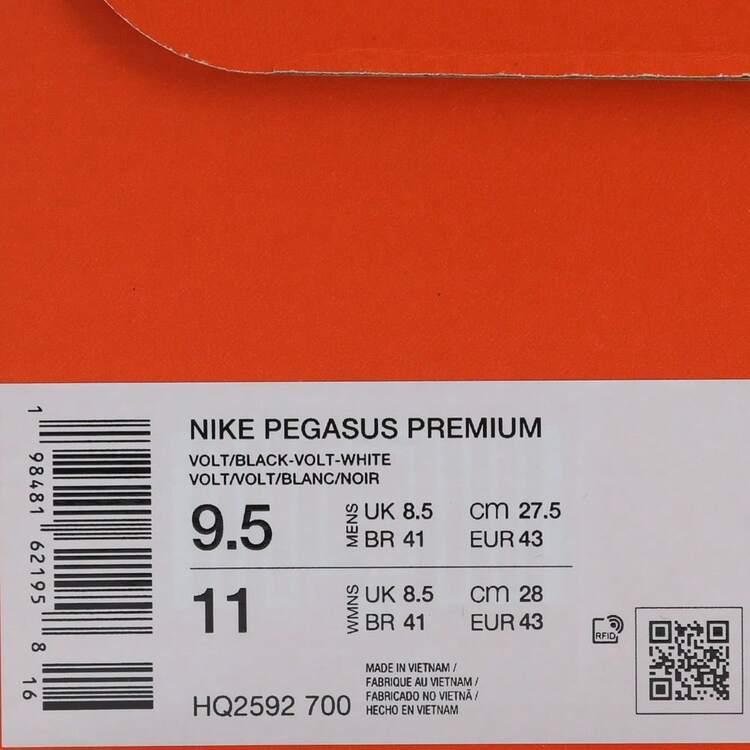 NIKE PEGASUS PREMIUM
VOLT/BLACK-VOLT-WHITE
VOLT/VOLT/BLANC/NOIR
9.5 MENS UK 8.5 CM 27.5
BR 41 EUR 43
11 WMNS UK 8.5 CM 28
BR 41 EUR 43
HQ2592 700
MADE IN VIETNAM /
FABRIQUE AU VIETNAM /
FABRICADO NO VIETNÃ /
HECHO EN VIETNAM
RFID
1 98481 62195 8 16